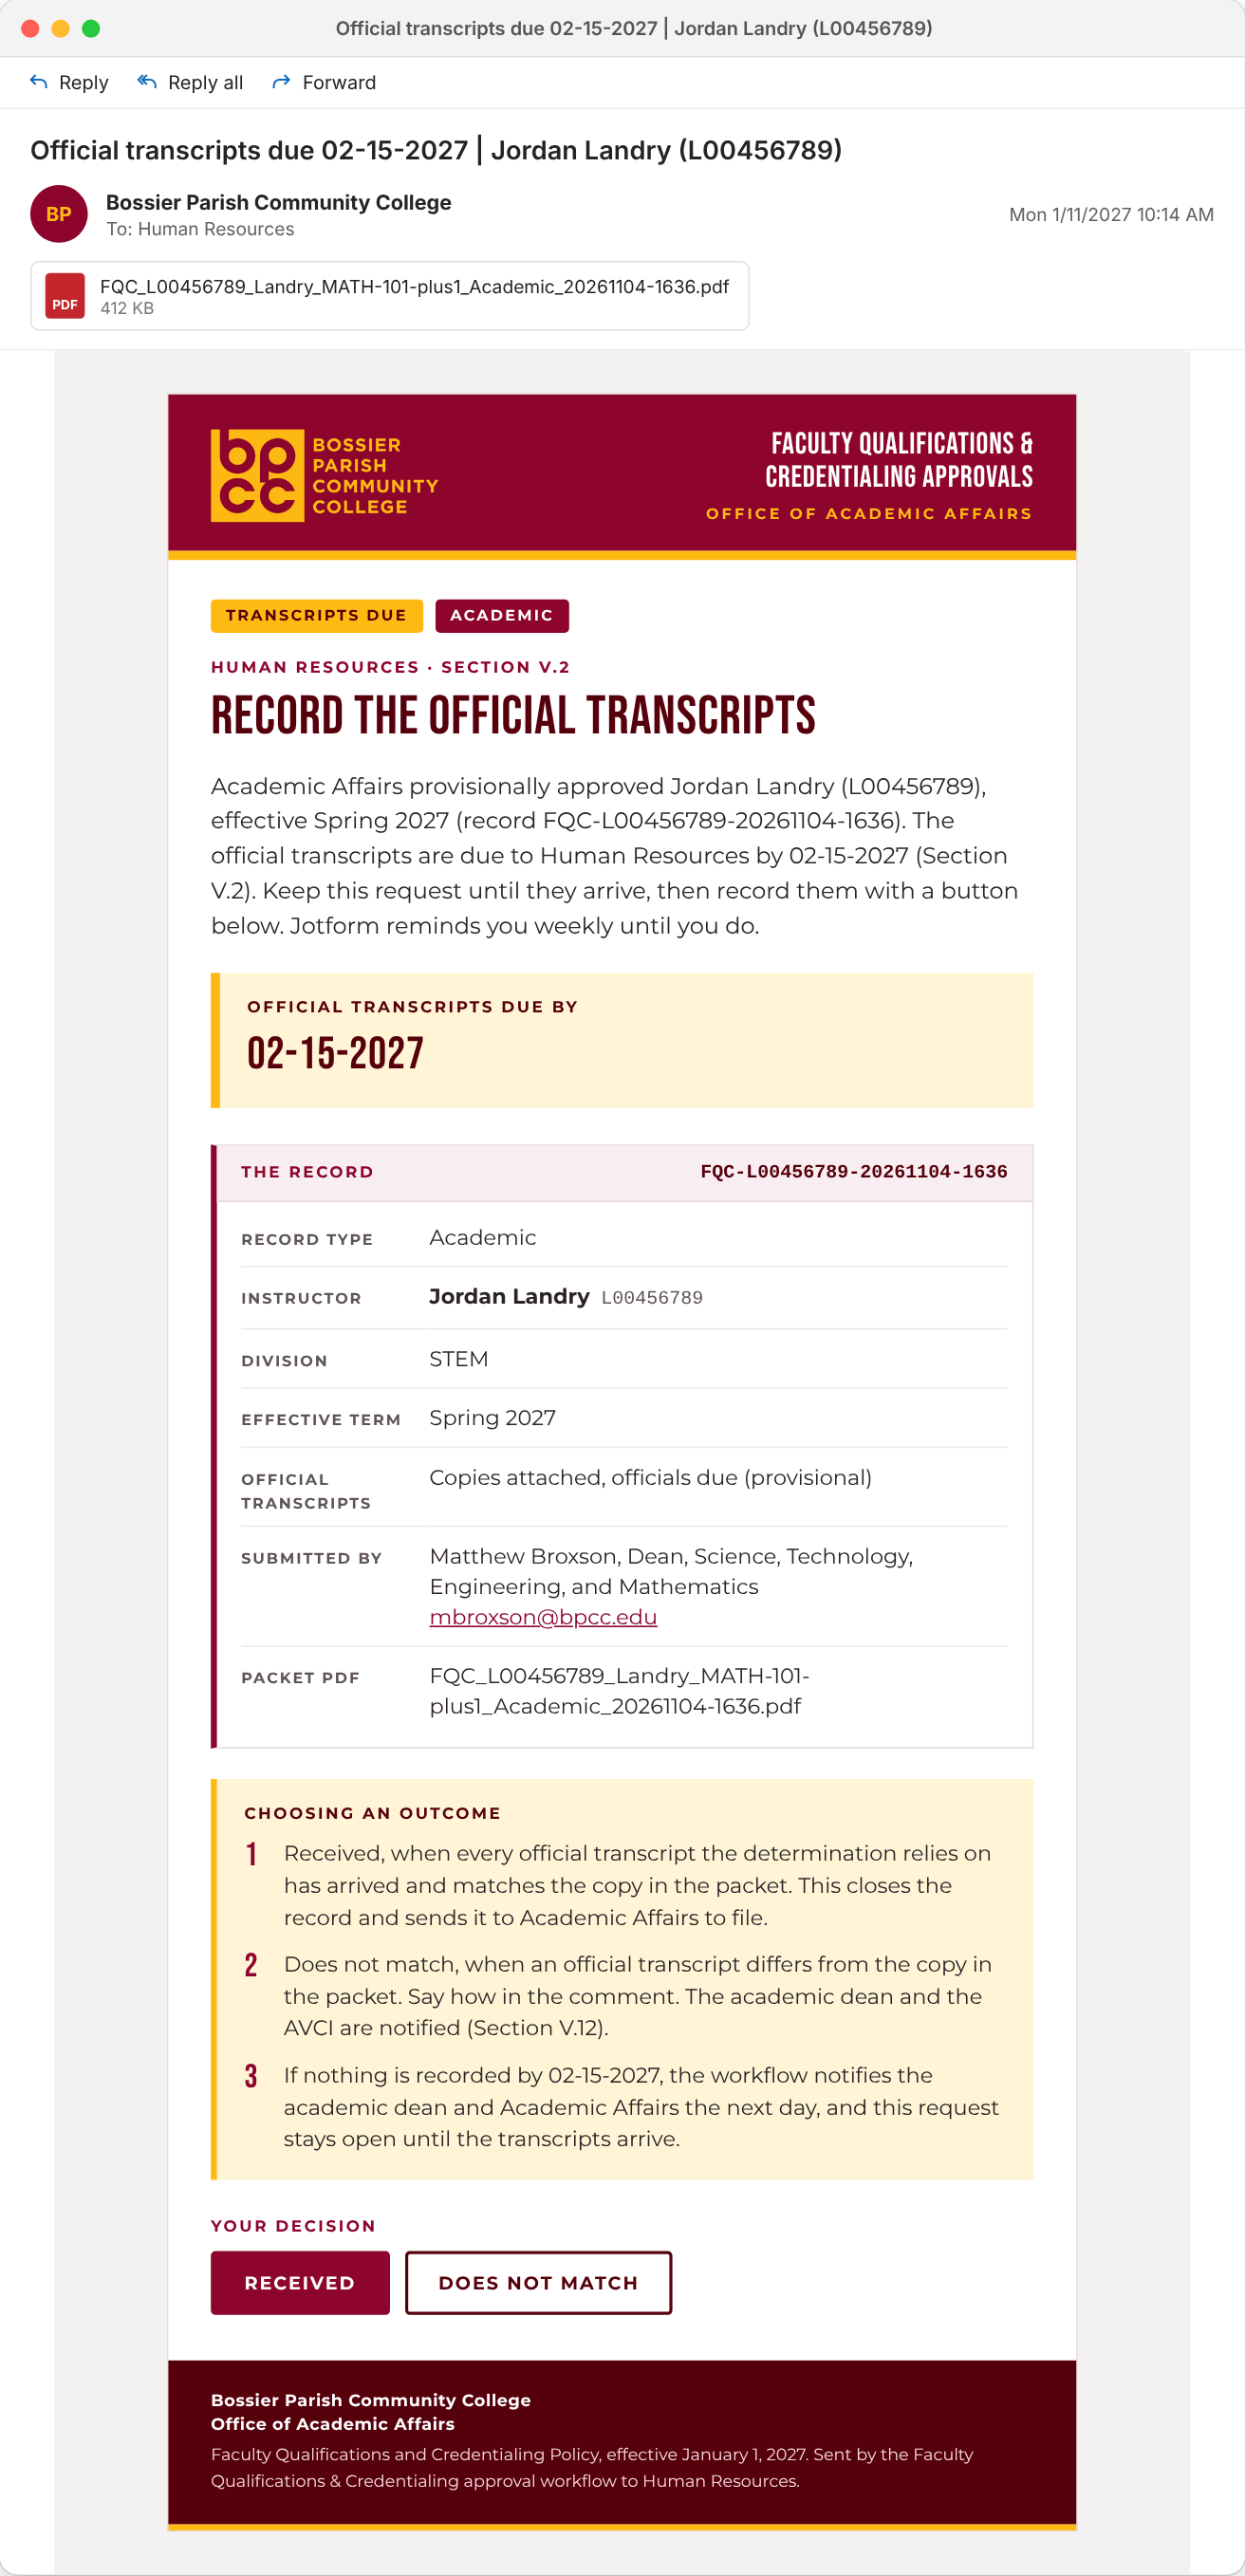 Official transcripts due 02-15-2027 | Jordan Landry (L00456789)
Reply
Reply all
Forward
Official transcripts due 02-15-2027 | Jordan Landry (L00456789)
BP
Bossier Parish Community College
To: Human Resources
Mon 1/11/2027 10:14 AM
PDF
FQC_L00456789_Landry_MATH-101-plus1_Academic_20261104-1636.pdf
412 KB
bp
cc
BOSSIER
PARISH
COMMUNITY
COLLEGE
FACULTY QUALIFICATIONS &
CREDENTIALING APPROVALS
OFFICE OF ACADEMIC AFFAIRS
TRANSCRIPTS DUE
ACADEMIC
HUMAN RESOURCES · SECTION V.2
RECORD THE OFFICIAL TRANSCRIPTS
Academic Affairs provisionally approved Jordan Landry (L00456789),
effective Spring 2027 (record FQC-L00456789-20261104-1636). The
official transcripts are due to Human Resources by 02-15-2027 (Section
V.2). Keep this request until they arrive, then record them with a button
below. Jotform reminds you weekly until you do.
OFFICIAL TRANSCRIPTS DUE BY
02-15-2027
THE RECORD
FQC-L00456789-20261104-1636
RECORD TYPE
Academic
INSTRUCTOR
Jordan Landry L00456789
DIVISION
STEM
EFFECTIVE TERM
Spring 2027
OFFICIAL
TRANSCRIPTS
Copies attached, officials due (provisional)
SUBMITTED BY
Matthew Broxson, Dean, Science, Technology,
Engineering, and Mathematics
mbroxson@bpcc.edu
PACKET PDF
FQC_L00456789_Landry_MATH-101-
plus1_Academic_20261104-1636.pdf
CHOOSING AN OUTCOME
1 Received, when every official transcript the determination relies on
has arrived and matches the copy in the packet. This closes the
record and sends it to Academic Affairs to file.
2 Does not match, when an official transcript differs from the copy in
the packet. Say how in the comment. The academic dean and the
AVCI are notified (Section V.12).
3 If nothing is recorded by 02-15-2027, the workflow notifies the
academic dean and Academic Affairs the next day, and this request
stays open until the transcripts arrive.
YOUR DECISION
RECEIVED
DOES NOT MATCH
Bossier Parish Community College
Office of Academic Affairs
Faculty Qualifications and Credentialing Policy, effective January 1, 2027. Sent by the Faculty
Qualifications & Credentialing approval workflow to Human Resources.